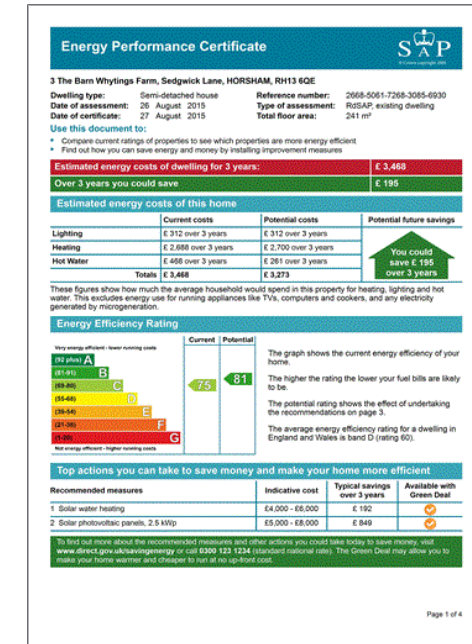 Energy Performance Certificate
SAP
3 The Barn Whytings Farm, Sedgwick Lane, HORSHAM, RH13 6QE
Dwelling type: Semi-detached house Reference number: 2668-5061-7268-3085-6930
Date of assessment: 26 August 2015 Type of assessment: RdSAP, existing dwelling
Date of certificate: 27 August 2015 Total floor area: 241 m²
Use this document to:
• Compare current ratings of properties to see which properties are more energy efficient
• Find out how you can save energy and money by installing improvement measures
Estimated energy costs of dwelling for 3 years: £ 3,468
Over 3 years you could save £ 195
Estimated energy costs of this home
Current costs Potential costs Potential future savings
Lighting £ 312 over 3 years £ 312 over 3 years
Heating £ 2,688 over 3 years £ 2,700 over 3 years
Hot Water £ 468 over 3 years £ 261 over 3 years
Totals £ 3,468 £ 3,273
You could
save £ 195
over 3 years
These figures show how much the average household would spend in this property for heating, lighting and hot
water. This excludes energy use for running appliances like TVs, computers and cookers, and any electricity
generated by microgeneration.
Energy Efficiency Rating
Current Potential
Very energy efficient - lower running costs
(92 plus) A
(81-91) B
(69-80) C
(55-68) D
(39-54) E
(21-38) F
(1-20) G
Not energy efficient - higher running costs
75
81
The graph shows the current energy efficiency of your
home.
The higher the rating the lower your fuel bills are likely
to be.
The potential rating shows the effect of undertaking
the recommendations on page 3.
The average energy efficiency rating for a dwelling in
England and Wales is band D (rating 60).
Top actions you can take to save money and make your home more efficient
Recommended measures Indicative cost Typical savings over 3 years Available with Green Deal
1 Solar water heating £4,000 - £6,000 £ 192
2 Solar photovoltaic panels, 2.5 kWp £5,000 - £8,000 £ 849
To find out more about the recommended measures and other actions you could take today to save money, visit
www.direct.gov.uk/savingenergy or call 0300 123 1234 (standard national rate). The Green Deal may allow you to
make your home warmer and cheaper to run at no up-front cost.
Page 1 of 4